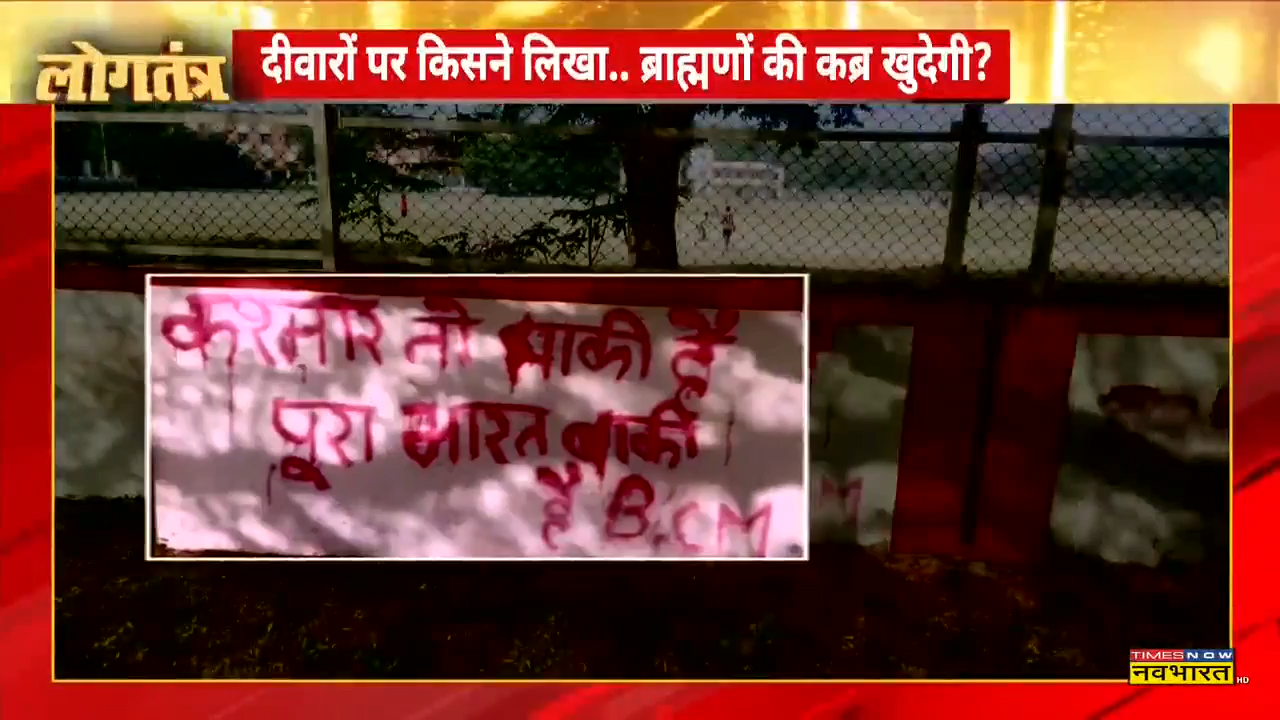 लोगतंत्र
दीवारों पर किसने लिखा.. ब्राह्मणों की कब्र खुदेगी?
कश्मीर तो झाकी है
पुरा भारत बाकी
है B.CM
M
TIMES NOW
नवभारत
HD